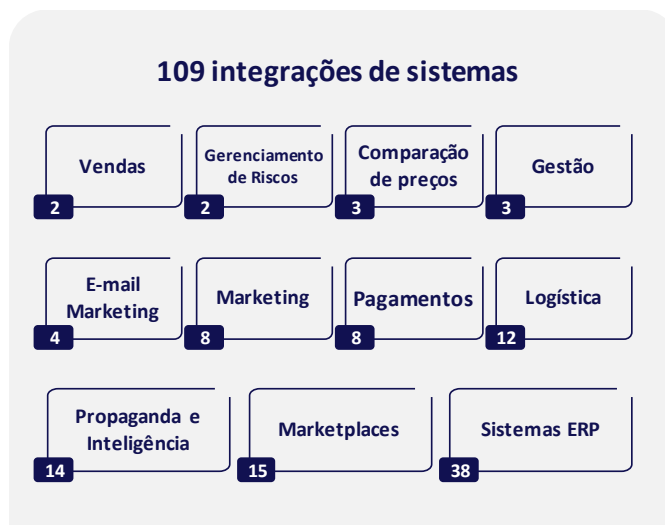 109 integrações de sistemas
Vendas
2
Gerenciamento
de Riscos
2
Comparação
de preços
3
Gestão
3
E-mail
Marketing
4
Marketing
8
Pagamentos
8
Logística
12
Propaganda e
Inteligência
14
Marketplaces
15
Sistemas ERP
38